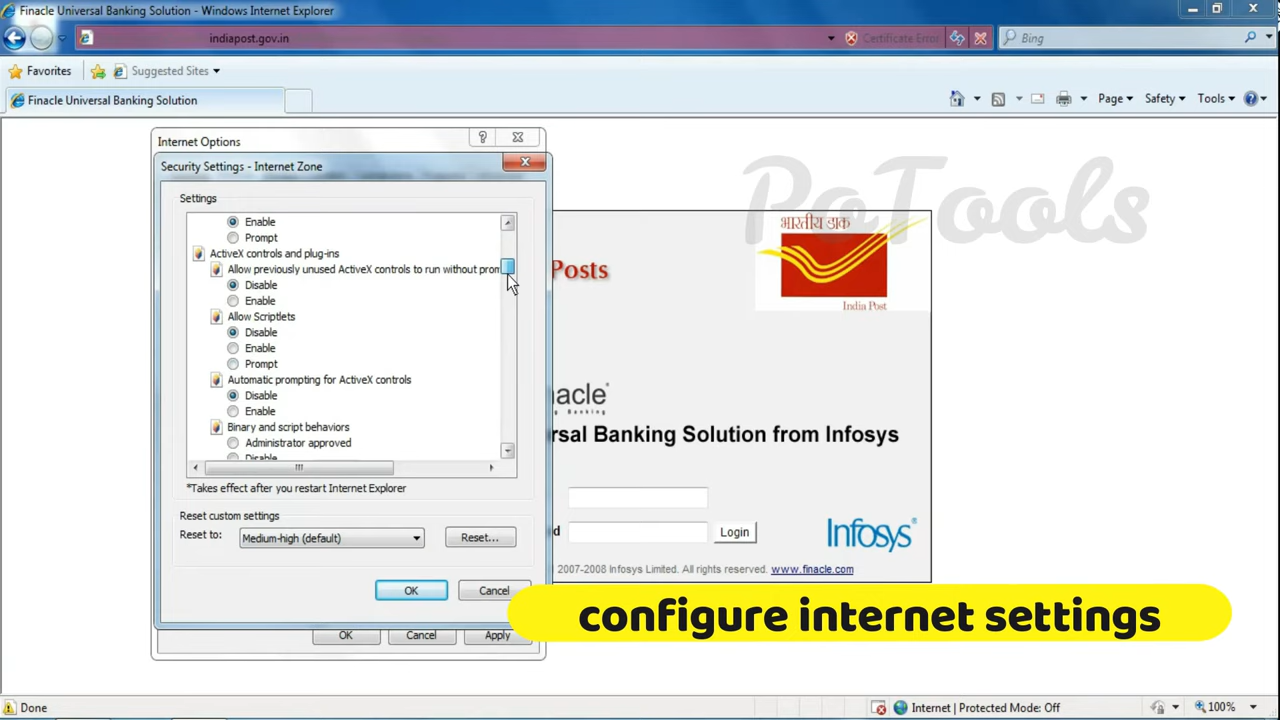 Finacle Universal Banking Solution - Windows Internet Explorer
indiapost.gov.in
Certificate Error
Bing
Favorites
Suggested Sites
Finacle Universal Banking Solution
Page
Safety
Tools
Internet Options
Security Settings - Internet Zone
Settings
Enable
Prompt
ActiveX controls and plug-ins
Allow previously unused ActiveX controls to run without prom
Disable
Enable
Allow Scriptlets
Disable
Enable
Prompt
Automatic prompting for ActiveX controls
Disable
Enable
Binary and script behaviors
Administrator approved
Disable
*Takes effect after you restart Internet Explorer
Reset custom settings
Reset to:
Medium-high (default)
Reset...
OK
Cancel
OK
Cancel
Apply
PoTools
भारतीय डाक
India Post
Posts
nacle
g Banking
rsal Banking Solution from Infosys
d
Login
Infosys®
2007-2008 Infosys Limited. All rights reserved. www.finacle.com
configure internet settings
Done
Internet | Protected Mode: Off
100%